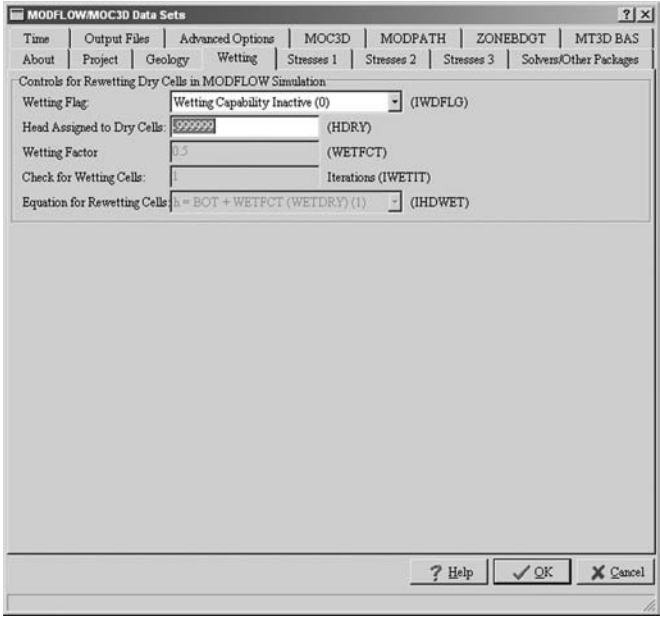 MODFLOW/MOC3D Data Sets
? X
Time Output Files Advanced Options MOC3D MODPATH ZONEBDGT MT3D BAS
About Project Geology Wetting Stresses 1 Stresses 2 Stresses 3 Solvers/Other Packages
Controls for Rewetting Dry Cells in MODFLOW Simulation
Wetting Flag: Wetting Capability Inactive (0) (IWDFLG)
Head Assigned to Dry Cells: (HDRY)
Wetting Factor 0.5 (WETFCT)
Check for Wetting Cells: 1 Iterations (IWETIT)
Equation for Rewetting Cells: h = BOT + WETFCT (WETDRY) (1) (IHDWET)
? Help OK Cancel